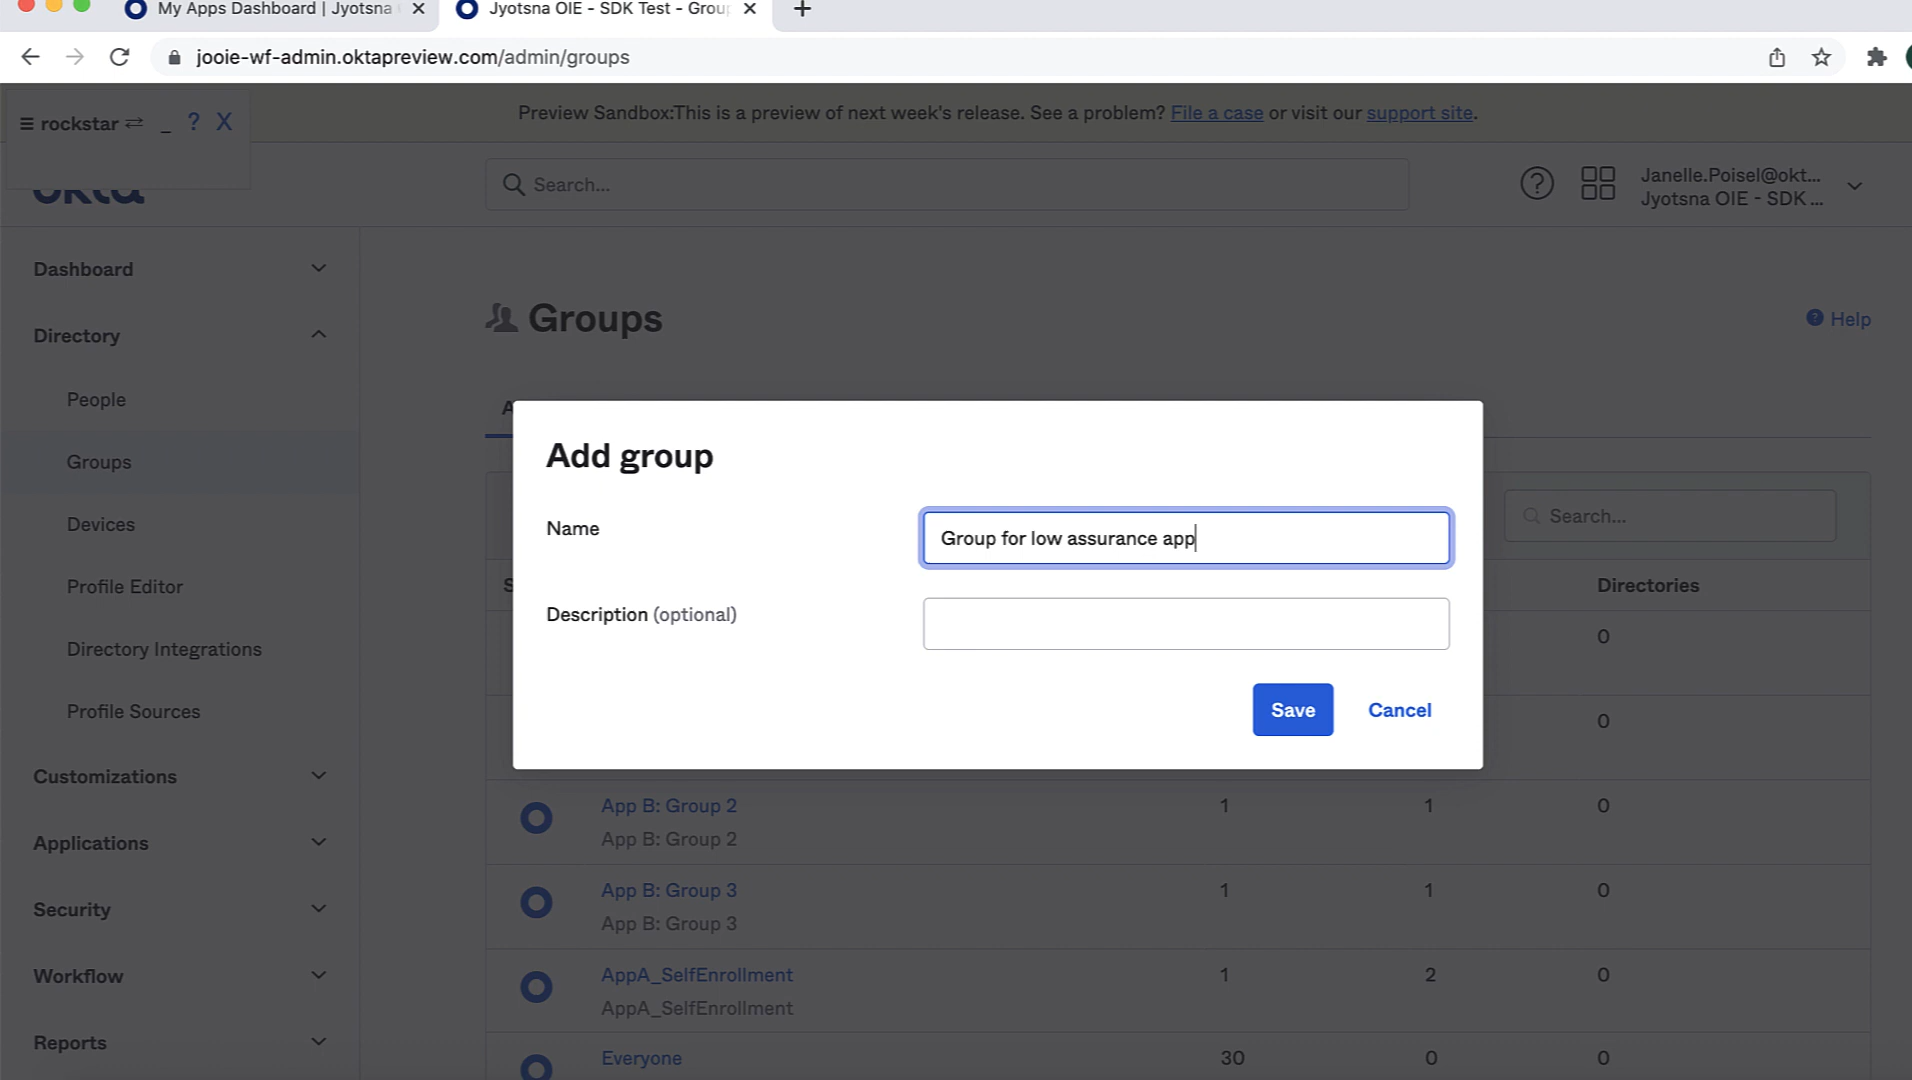 My Apps Dashboard | Jyotsna
Jyotsna OIE - SDK Test - Grou
jooie-wf-admin.oktapreview.com/admin/groups
rockstar _ ? X
Preview Sandbox:This is a preview of next week's release. See a problem? File a case or visit our support site.
okta
Search...
Janelle.Poisel@okt...
Jyotsna OIE - SDK ...
Dashboard
Directory
People
Groups
Devices
Profile Editor
Directory Integrations
Profile Sources
Customizations
Applications
Security
Workflow
Reports
Groups
Help
Add group
Name
Group for low assurance app
Description (optional)
Save Cancel
Search...
Directories
0
0
App B: Group 2 1 1 0
App B: Group 2
App B: Group 3 1 1 0
App B: Group 3
AppA_SelfEnrollment 1 2 0
AppA_SelfEnrollment
Everyone 30 0 0